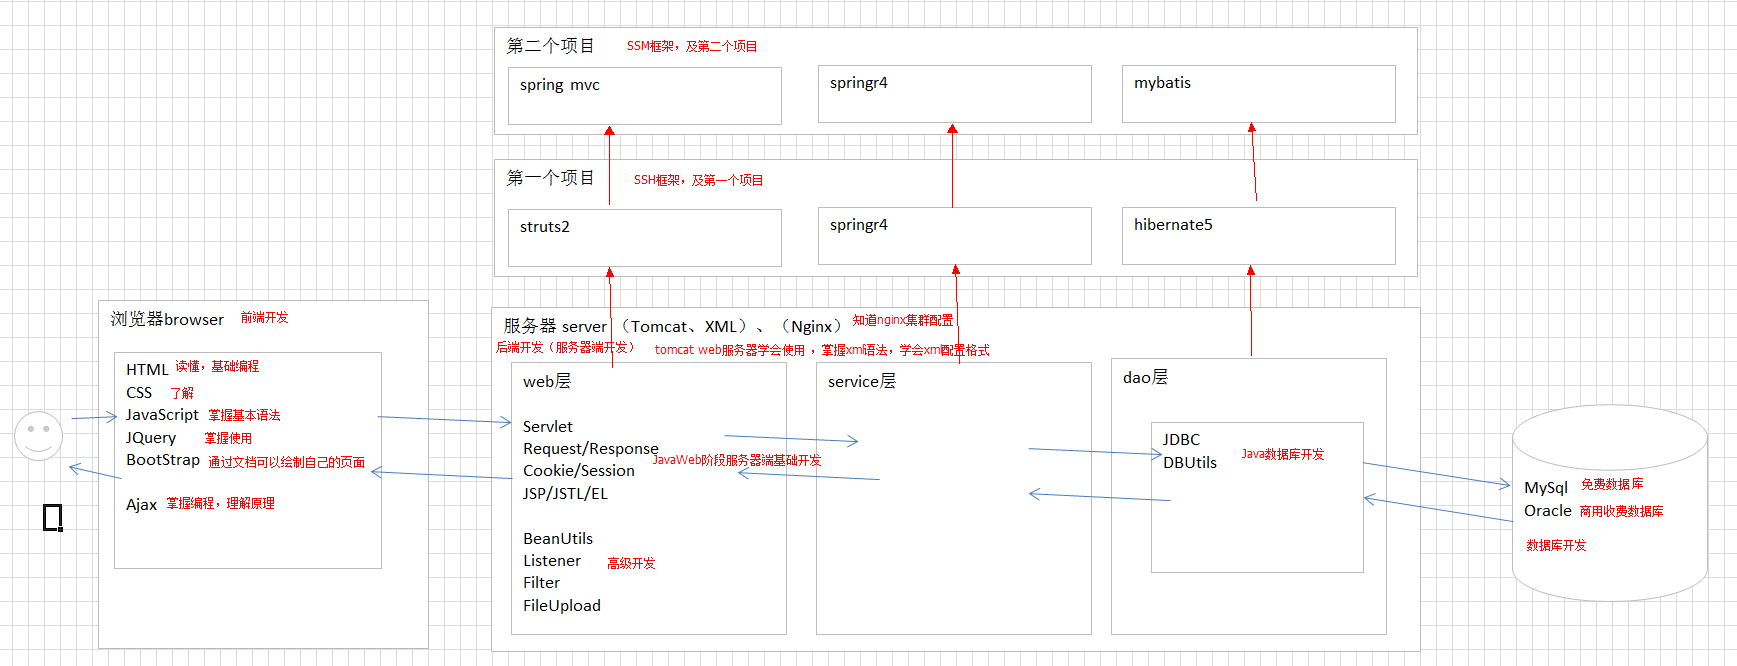 第二个项目 SSM框架，及第二个项目
spring mvc
springr4
mybatis
第一个项目 SSH框架，及第一个项目
struts2
springr4
hibernate5
浏览器browser 前端开发
HTML 读懂，基础编程
CSS 了解
JavaScript 掌握基本语法
JQuery 掌握使用
BootStrap 通过文档可以绘制自己的页面
Ajax 掌握编程，理解原理
服务器 server （Tomcat、XML）、（Nginx） 知道nginx集群配置
后端开发（服务器端开发） tomcat web服务器学会使用 ，掌握xml语法，学会xml配置格式
web层
Servlet
Request/Response
Cookie/Session JavaWeb阶段服务器端基础开发
JSP/JSTL/EL
BeanUtils
Listener 高级开发
Filter
FileUpload
service层
dao层
JDBC
DBUtils Java数据库开发
MySql 免费数据库
Oracle 商用收费数据库
数据库开发